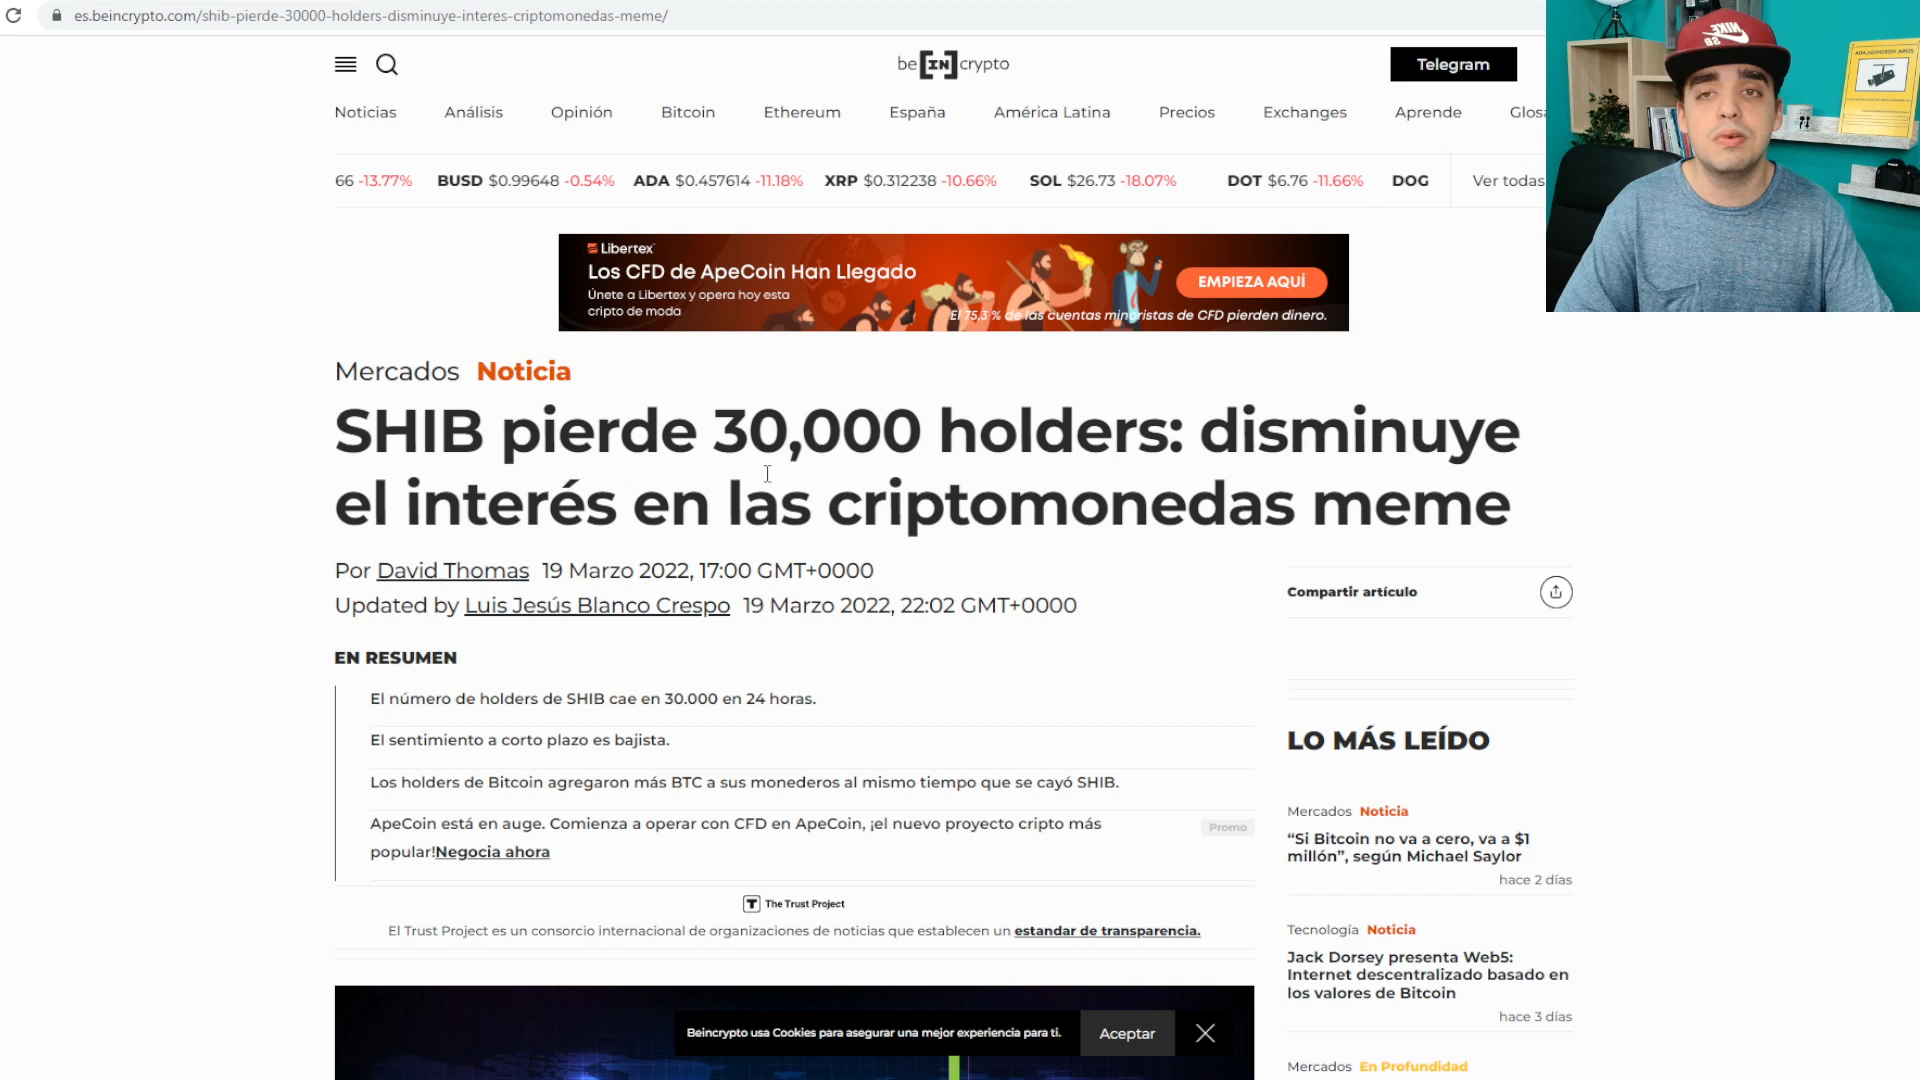 es.beincrypto.com/shib-pierde-30000-holders-disminuye-interes-criptomonedas-meme/
be[IN]crypto
Telegram
Noticias Análisis Opinión Bitcoin Ethereum España América Latina Precios Exchanges Aprende Glosa
66 -13.77% BUSD $0.99648 -0.54% ADA $0.457614 -11.18% XRP $0.312238 -10.66% SOL $26.73 -18.07% DOT $6.76 -11.66% DOG Ver todas
Libertex
Los CFD de ApeCoin Han Llegado
Únete a Libertex y opera hoy esta
cripto de moda
EMPIEZA AQUÍ
El 75,3 % de las cuentas minoristas de CFD pierden dinero.
NIKE
SB
Mercados Noticia
SHIB pierde 30,000 holders: disminuye
el interés en las criptomonedas meme
Por David Thomas 19 Marzo 2022, 17:00 GMT+0000
Updated by Luis Jesús Blanco Crespo 19 Marzo 2022, 22:02 GMT+0000
Compartir artículo
EN RESUMEN
El número de holders de SHIB cae en 30.000 en 24 horas.
El sentimiento a corto plazo es bajista.
Los holders de Bitcoin agregaron más BTC a sus monederos al mismo tiempo que se cayó SHIB.
ApeCoin está en auge. Comienza a operar con CFD en ApeCoin, ¡el nuevo proyecto cripto más
popular!Negocia ahora
Promo
The Trust Project
El Trust Project es un consorcio internacional de organizaciones de noticias que establecen un estandar de transparencia.
Beincrypto usa Cookies para asegurar una mejor experiencia para ti.
Aceptar
LO MÁS LEÍDO
Mercados Noticia
“Si Bitcoin no va a cero, va a $1
millón”, según Michael Saylor
hace 2 días
Tecnología Noticia
Jack Dorsey presenta Web5:
Internet descentralizado basado en
los valores de Bitcoin
hace 3 días
Mercados En Profundidad